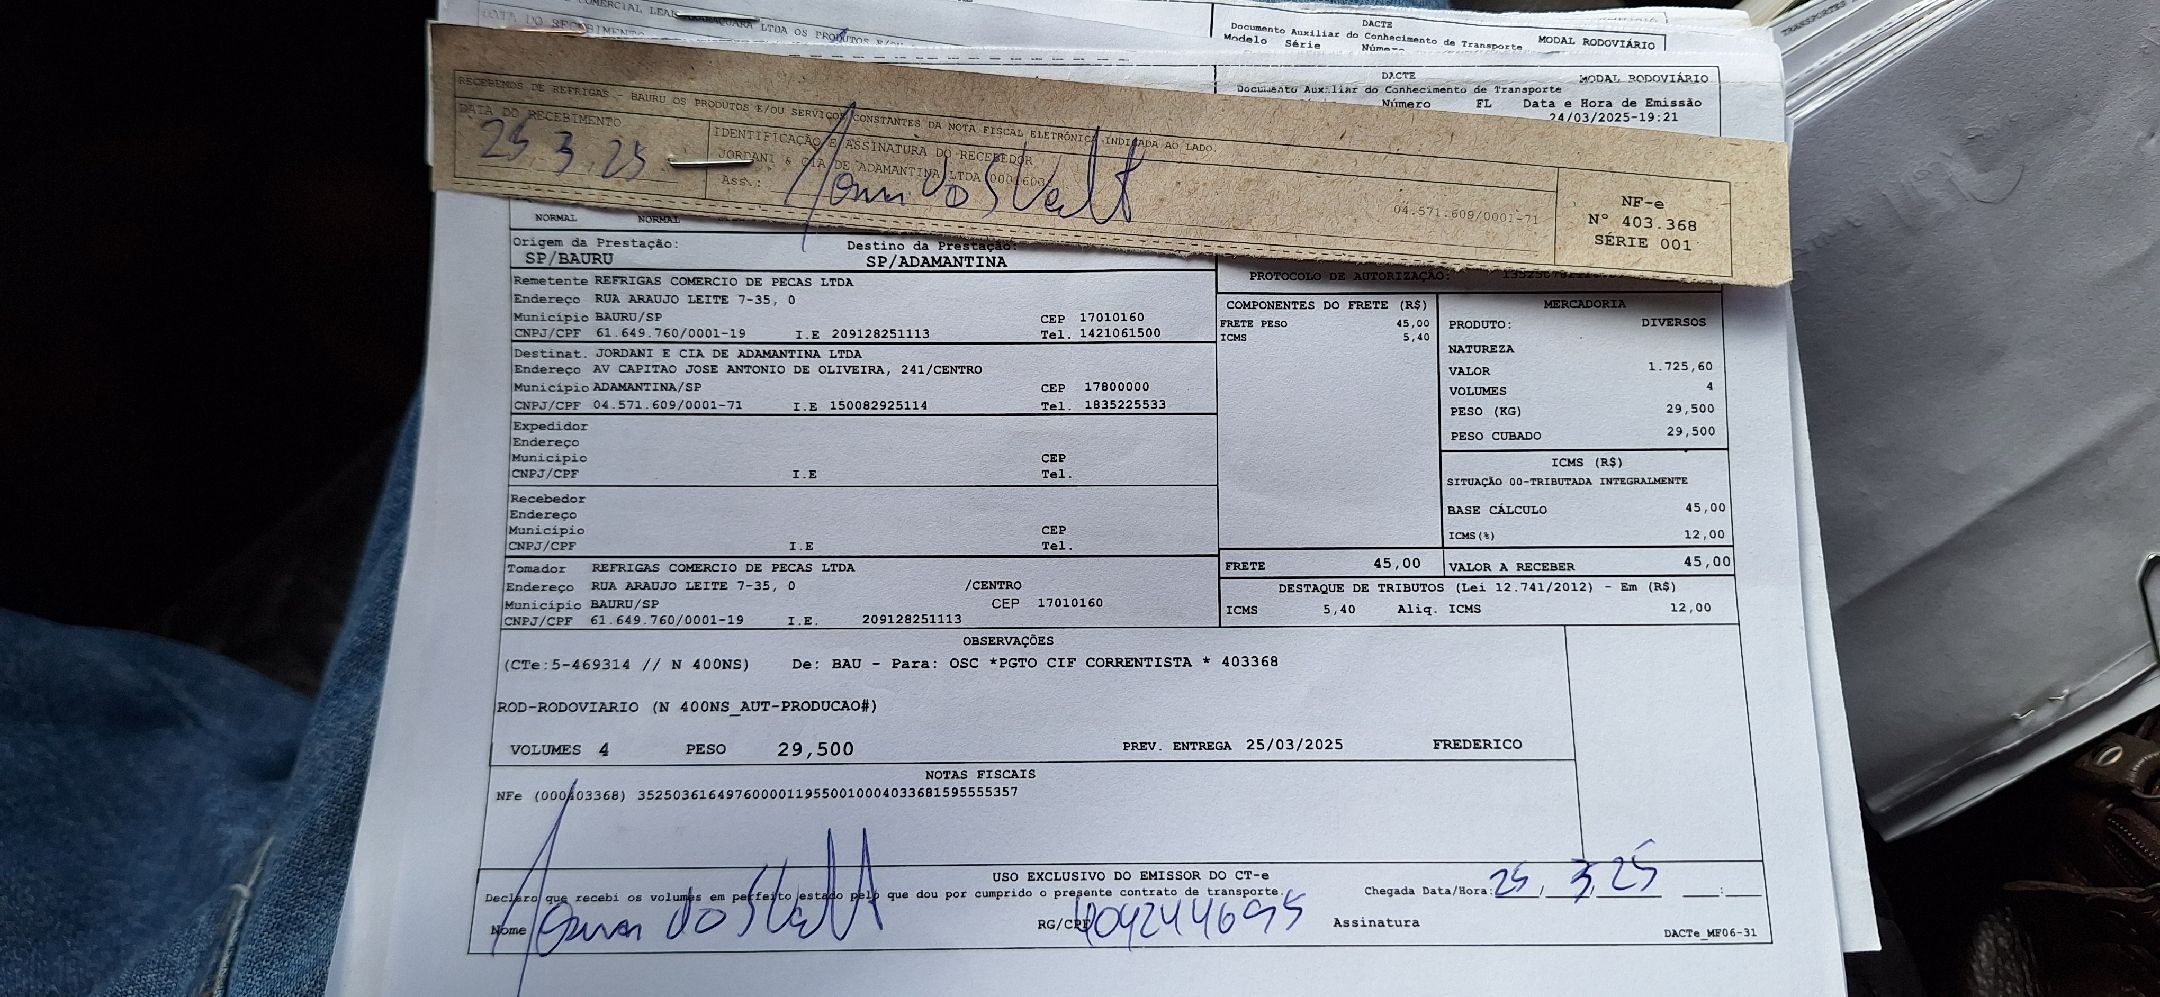 OMERCIAL LEAL ARARAQUARA LTDA OS PRODUTOS E/OU
DATA DO RECEBIMENTO
DACTE
Documento Auxiliar do Conhecimento de Transporte
MODAL RODOVIÁRIO
Modelo Série
DACTE
MODAL RODOVIÁRIO
Documento Auxiliar do Conhecimento de Transporte
Número FL Data e Hora de Emissão
24/03/2025-19:21
RECEBEMOS DE REFRIGAS - BAURU OS PRODUTOS E/OU SERVIÇOS CONSTANTES DA NOTA FISCAL ELETRÔNICA INDICADA AO LADO.
DATA DO RECEBIMENTO
25 3.25
IDENTIFICAÇÃO E ASSINATURA DO RECEBEDOR
JORDANI & CIA DE ADAMANTINA LTDA
Ass.:
04.571.609/0001-71
NF-e
Nº 403.368
SÉRIE 001
NORMAL NORMAL
Origem da Prestação: Destino da Prestação:
SP/BAURU SP/ADAMANTINA
PROTOCOLO DE AUTORIZAÇÃO:
Remetente REFRIGAS COMERCIO DE PECAS LTDA
Endereço RUA ARAUJO LEITE 7-35, 0
Município BAURU/SP CEP 17010160
CNPJ/CPF 61.649.760/0001-19 I.E 209128251113 Tel. 1421061500
Destinat. JORDANI E CIA DE ADAMANTINA LTDA
Endereço AV CAPITAO JOSE ANTONIO DE OLIVEIRA, 241/CENTRO
Município ADAMANTINA/SP CEP 17800000
CNPJ/CPF 04.571.609/0001-71 I.E 150082925114 Tel. 1835225533
Expedidor
Endereço
Município CEP
CNPJ/CPF I.E Tel.
Recebedor
Endereço
Município CEP
CNPJ/CPF I.E Tel.
Tomador REFRIGAS COMERCIO DE PECAS LTDA
Endereço RUA ARAUJO LEITE 7-35, 0 /CENTRO
Município BAURU/SP CEP 17010160
CNPJ/CPF 61.649.760/0001-19 I.E. 209128251113
COMPONENTES DO FRETE (R$)
FRETE PESO 45,00
ICMS 5,40
MERCADORIA
PRODUTO: DIVERSOS
NATUREZA
VALOR 1.725,60
VOLUMES 4
PESO (KG) 29,500
PESO CUBADO 29,500
ICMS (R$)
SITUAÇÃO 00-TRIBUTADA INTEGRALMENTE
BASE CÁLCULO 45,00
ICMS(%) 12,00
FRETE 45,00 VALOR A RECEBER 45,00
DESTAQUE DE TRIBUTOS (Lei 12.741/2012) - Em (R$)
ICMS 5,40 Aliq. ICMS 12,00
OBSERVAÇÕES
(CTe:5-469314 // N 400NS) De: BAU - Para: OSC *PGTO CIF CORRENTISTA * 403368
ROD-RODOVIARIO (N 400NS_AUT-PRODUCAO#)
VOLUMES 4 PESO 29,500 PREV. ENTREGA 25/03/2025 FREDERICO
NOTAS FISCAIS
NFe (000403368) 35250361649760000119550010004033681595555357
USO EXCLUSIVO DO EMISSOR DO CT-e
Declaro que recebi os volumes em perfeito estado pelo que dou por cumprido o presente contrato de transporte.
Chegada Data/Hora: 25 3.25
Nome RG/CPF Assinatura
DACTe_MF06-31